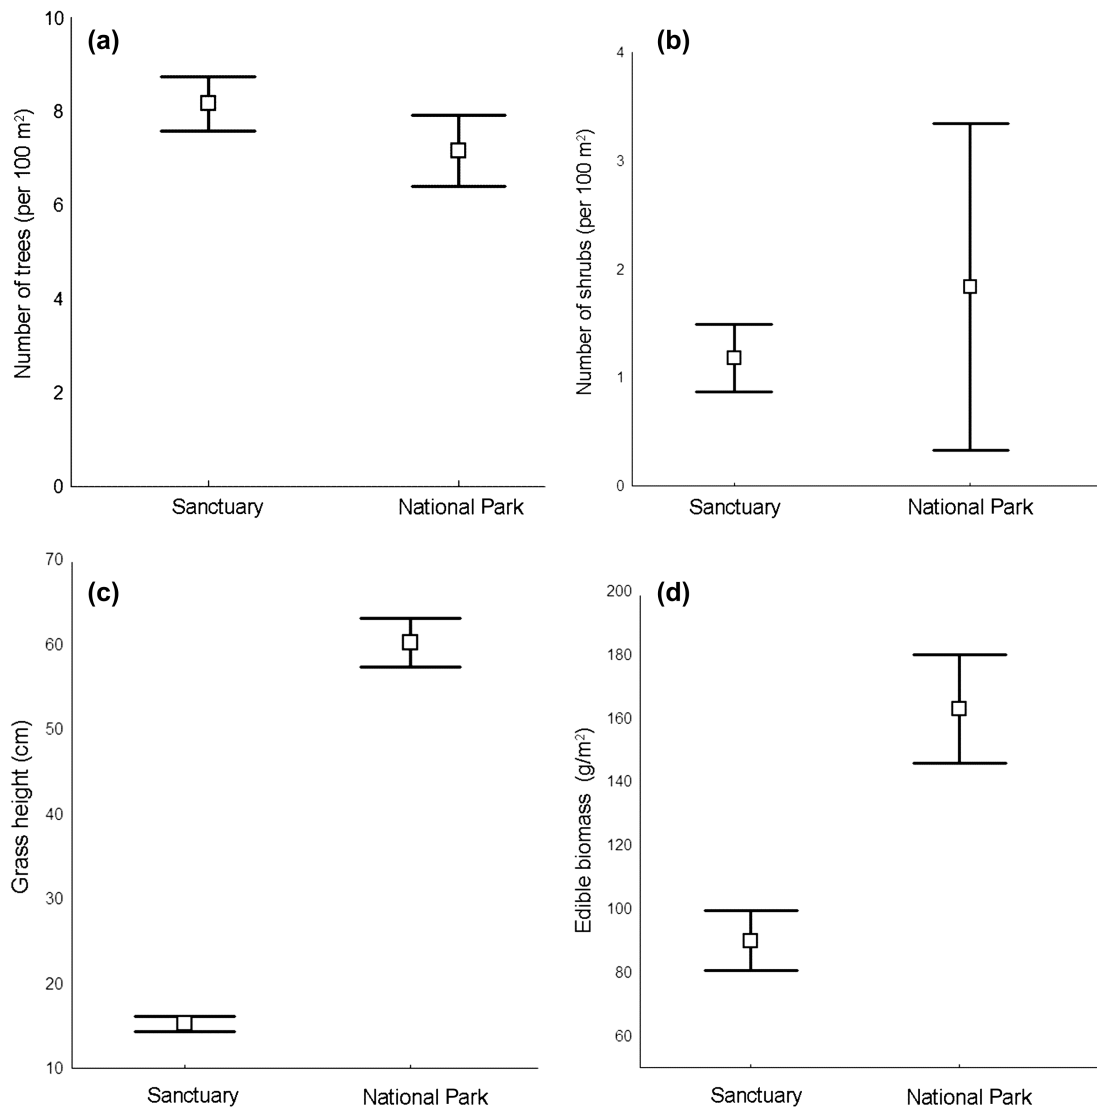 (a)
Number of trees (per 100 m²)
10
8
6
4
2
0
Sanctuary
National Park
(b)
Number of shrubs (per 100 m²)
4
3
2
1
0
Sanctuary
National Park
(c)
Grass height (cm)
70
60
50
40
30
20
10
Sanctuary
National Park
(d)
Edible biomass (g/m²)
200
180
160
140
120
100
80
60
Sanctuary
National Park